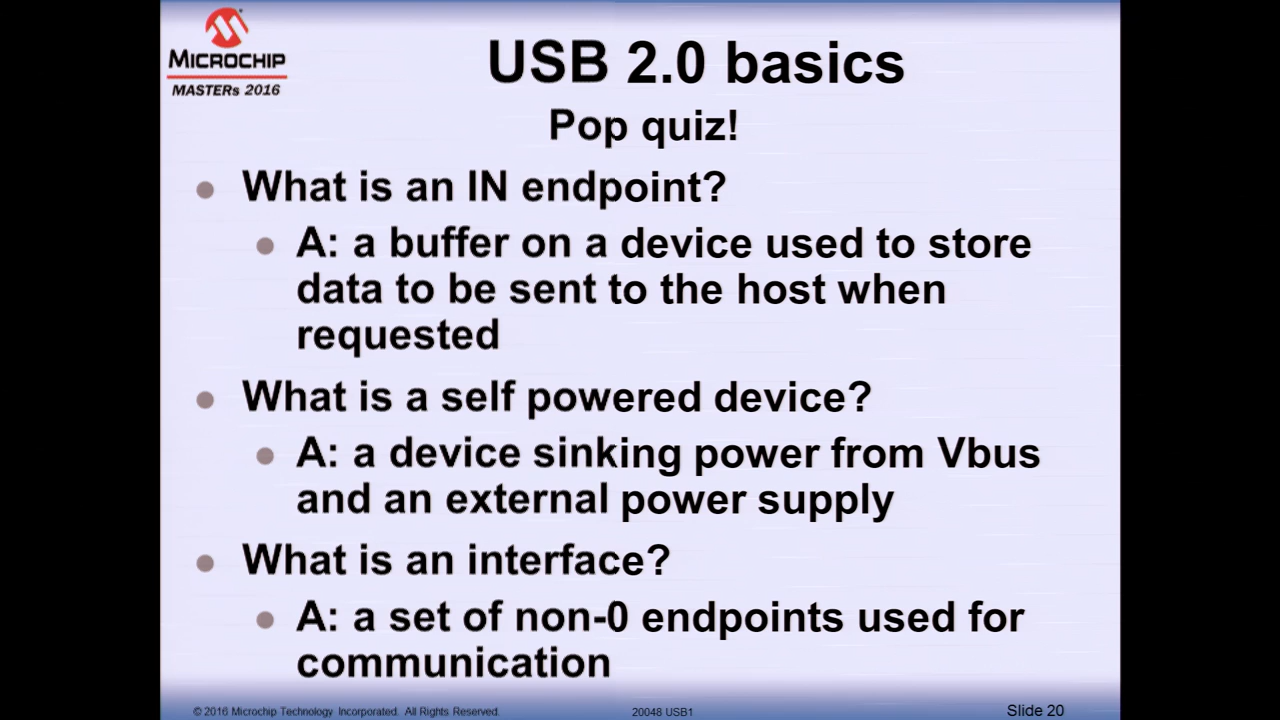 MICROCHIP
MASTERs 2016
USB 2.0 basics
Pop quiz!
What is an IN endpoint?
A: a buffer on a device used to store
data to be sent to the host when
requested
What is a self powered device?
A: a device sinking power from Vbus
and an external power supply
What is an interface?
A: a set of non-0 endpoints used for
communication
© 2016 Microchip Technology Incorporated. All Rights Reserved.
20048 USB1
Slide 20